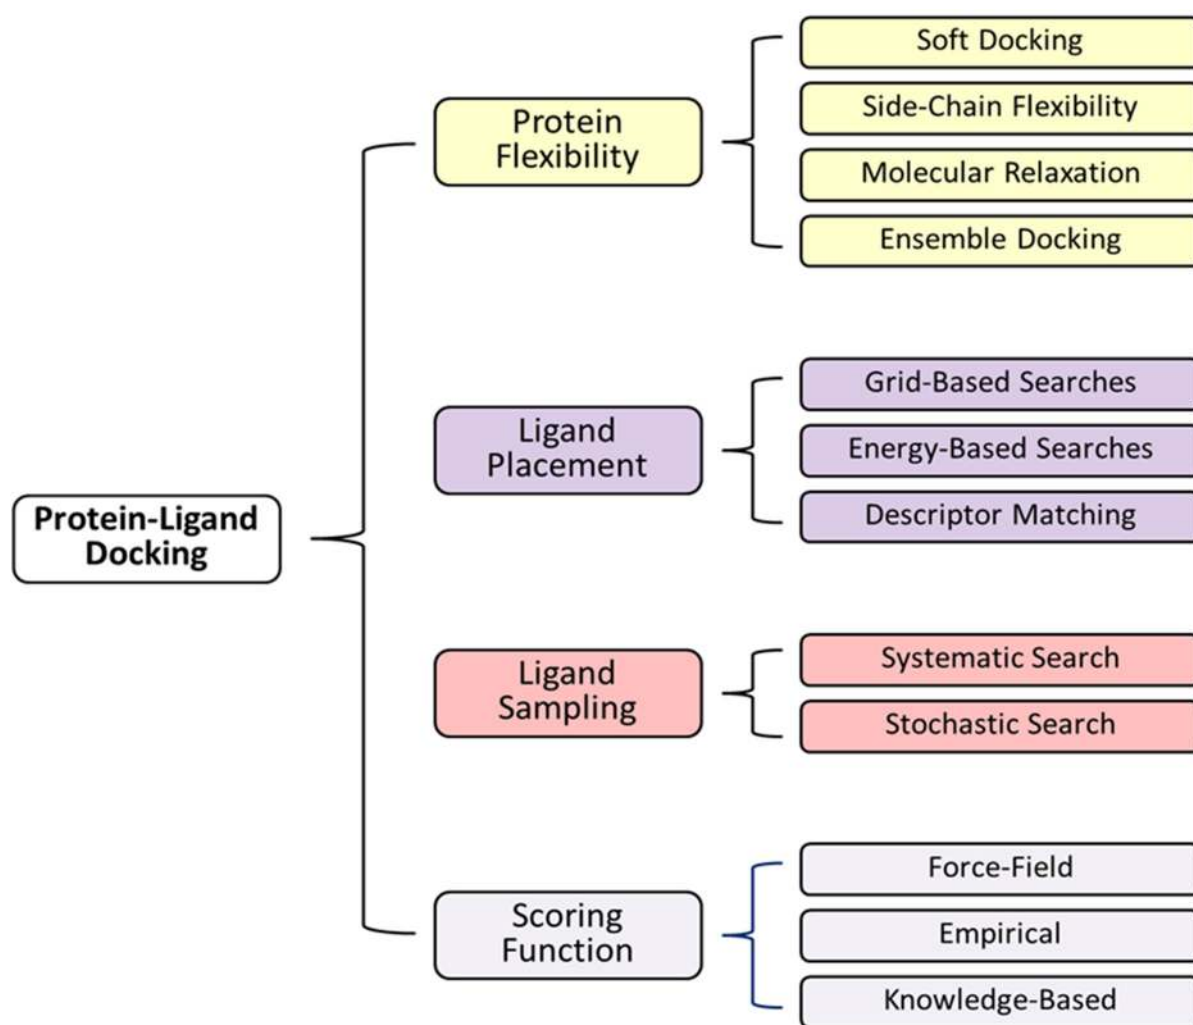 Protein-Ligand
Docking
Protein
Flexibility
Soft Docking
Side-Chain Flexibility
Molecular Relaxation
Ensemble Docking
Ligand
Placement
Grid-Based Searches
Energy-Based Searches
Descriptor Matching
Ligand
Sampling
Systematic Search
Stochastic Search
Scoring
Function
Force-Field
Empirical
Knowledge-Based